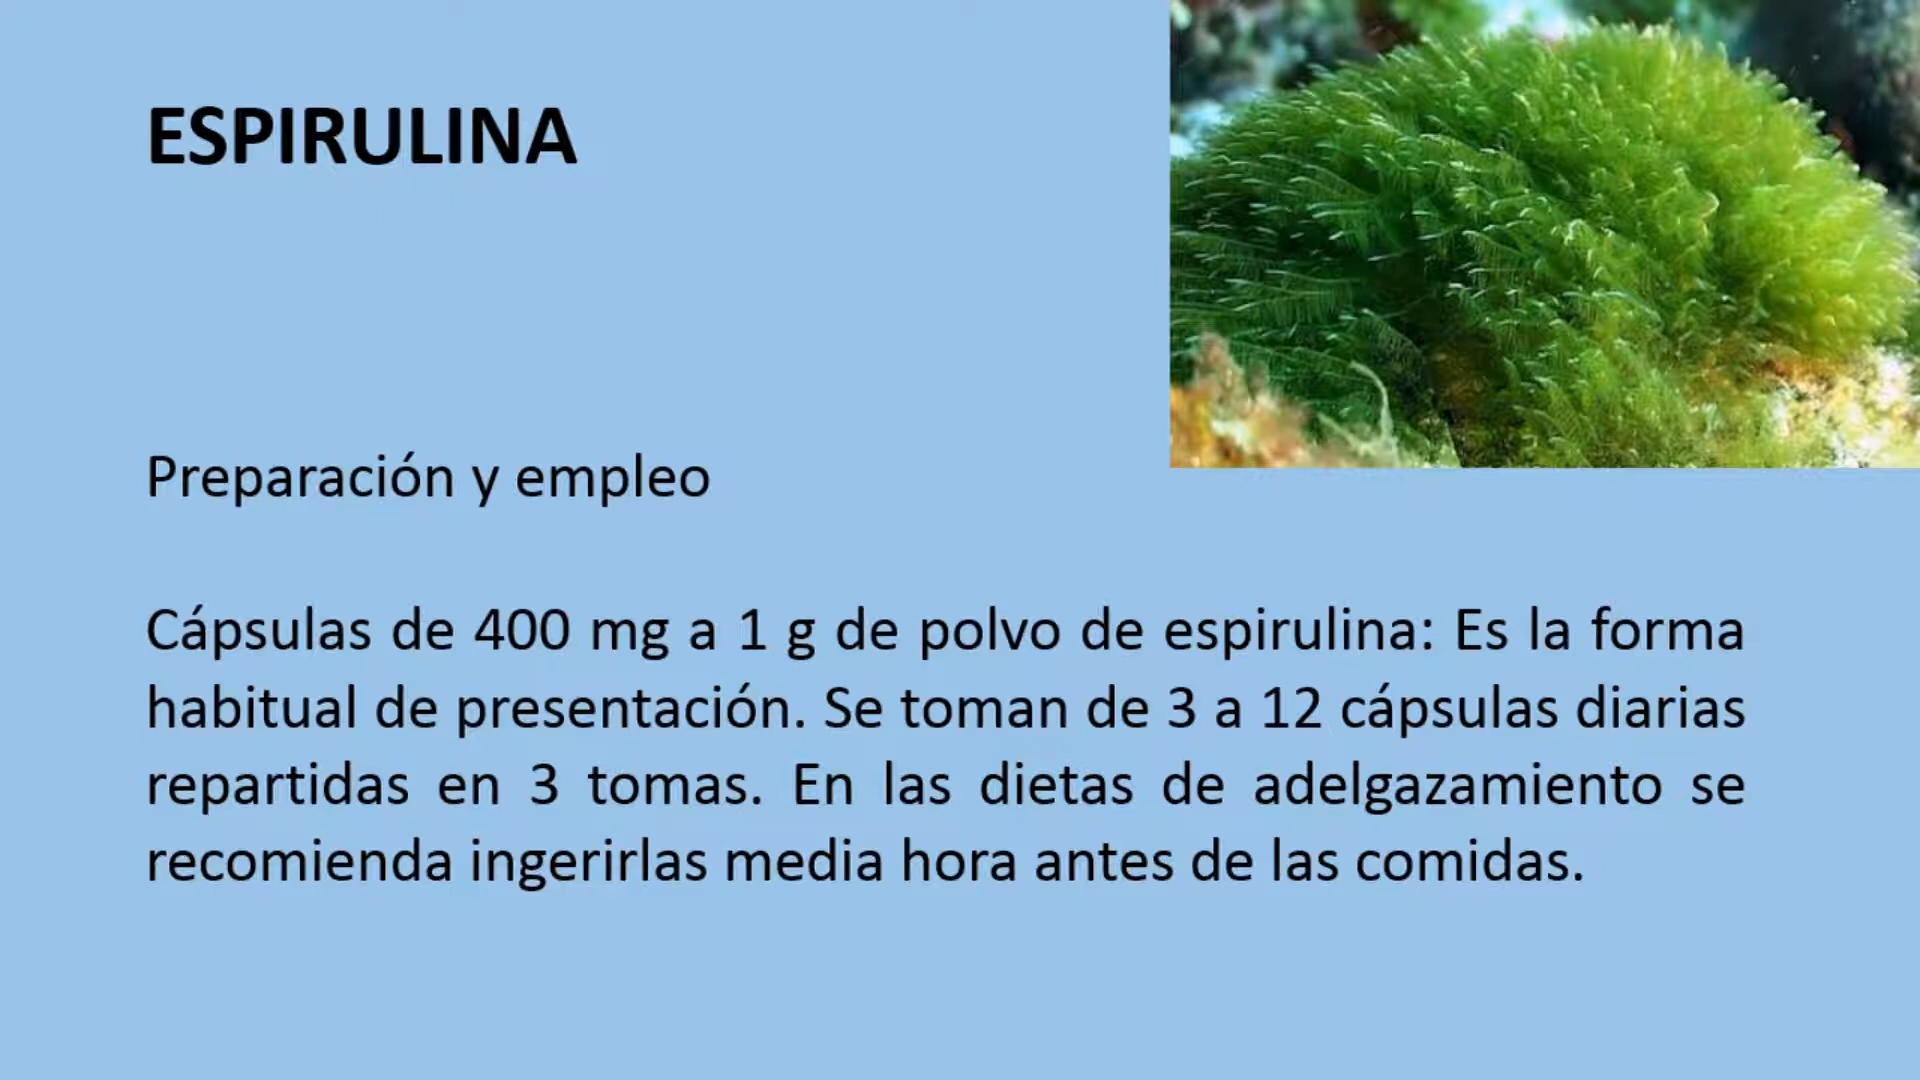 ESPIRULINA
Preparación y empleo
Cápsulas de 400 mg a 1 g de polvo de espirulina: Es la forma
habitual de presentación. Se toman de 3 a 12 cápsulas diarias
repartidas en 3 tomas. En las dietas de adelgazamiento se
recomienda ingerirlas media hora antes de las comidas.